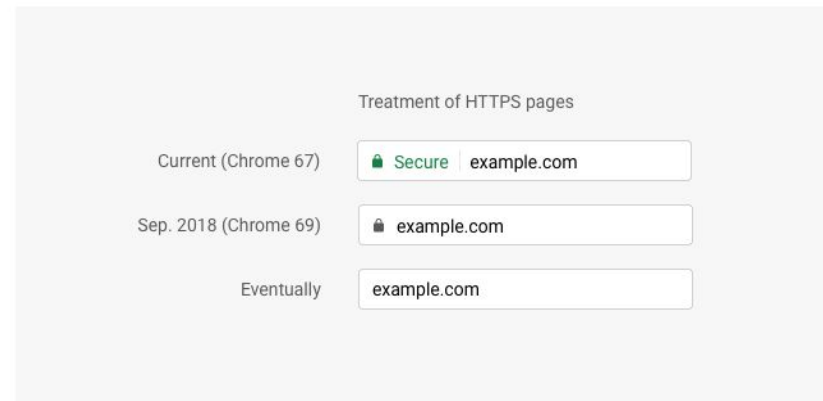 Treatment of HTTPS pages
Current (Chrome 67) Secure example.com
Sep. 2018 (Chrome 69) example.com
Eventually example.com